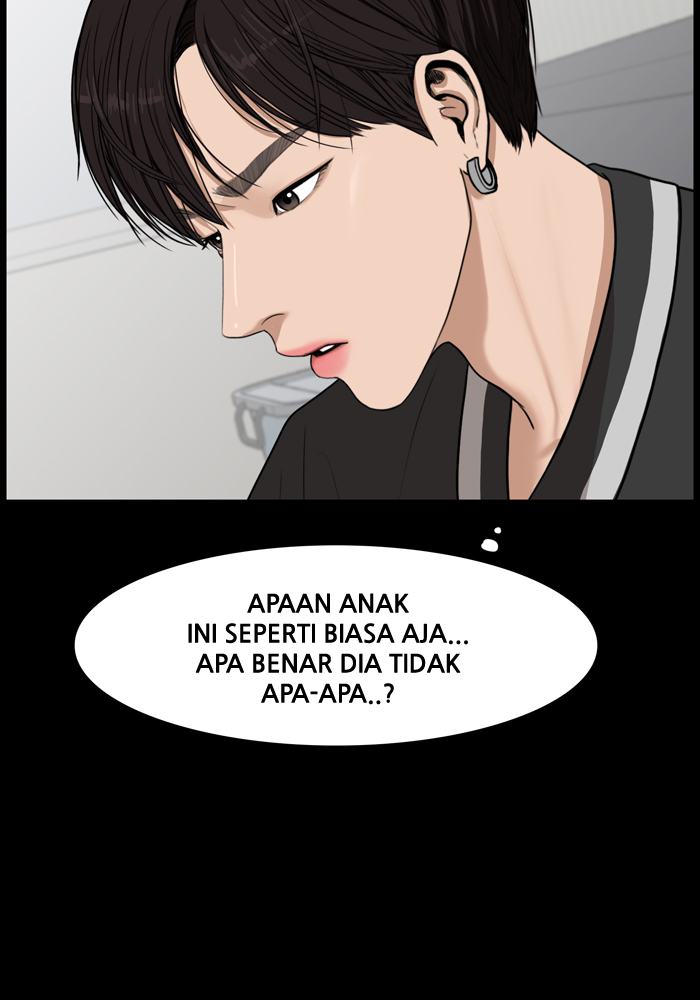 APAAN ANAK
INI SEPERTI BIASA AJA...
APA BENAR DIA TIDAK
APA-APA..?